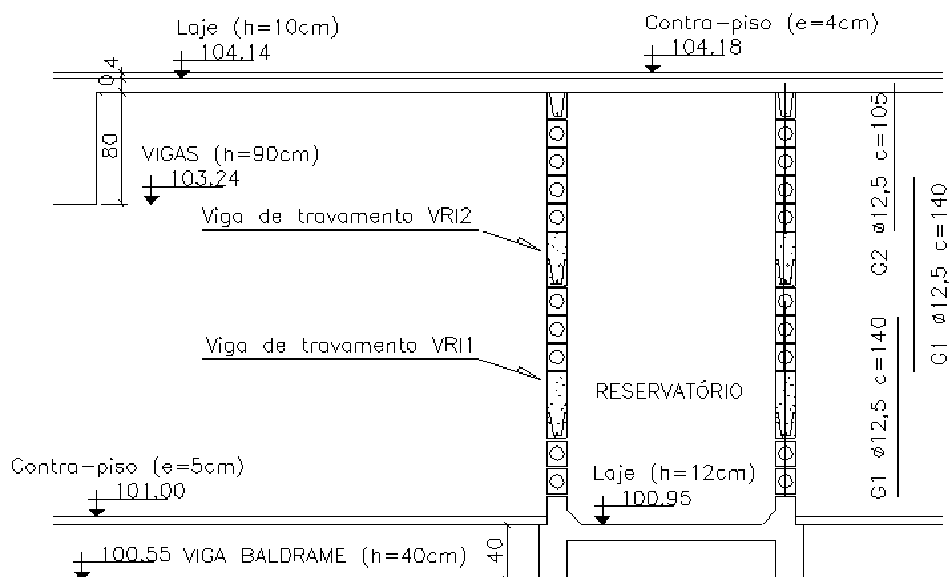 Laje (h=10cm)
104,14
Contra-piso (e=4cm)
104,18
4
0
80
VIGAS (h=90cm)
103,24
Viga de travamento VRI2
Viga de travamento VRI1
RESERVATÓRIO
G2 ø12,5 c=105
G1 ø12,5 c=140
G1 ø12,5 c=140
Contra-piso (e=5cm)
101,00
Laje (h=12cm)
100,95
100,55 VIGA BALDRAME (h=40cm)
40